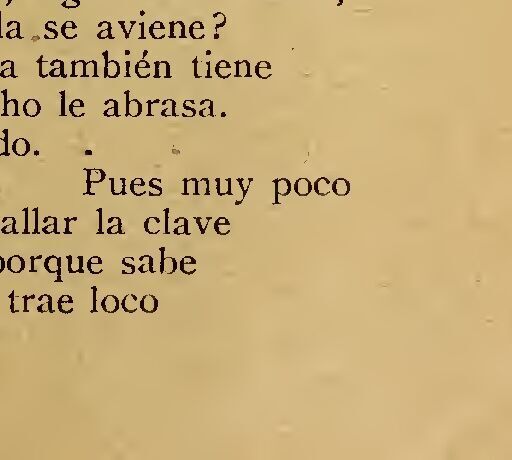 la se aviene?
a también tiene
ho le abrasa.
do. .
Pues muy poco
allar la clave
porque sabe
trae loco